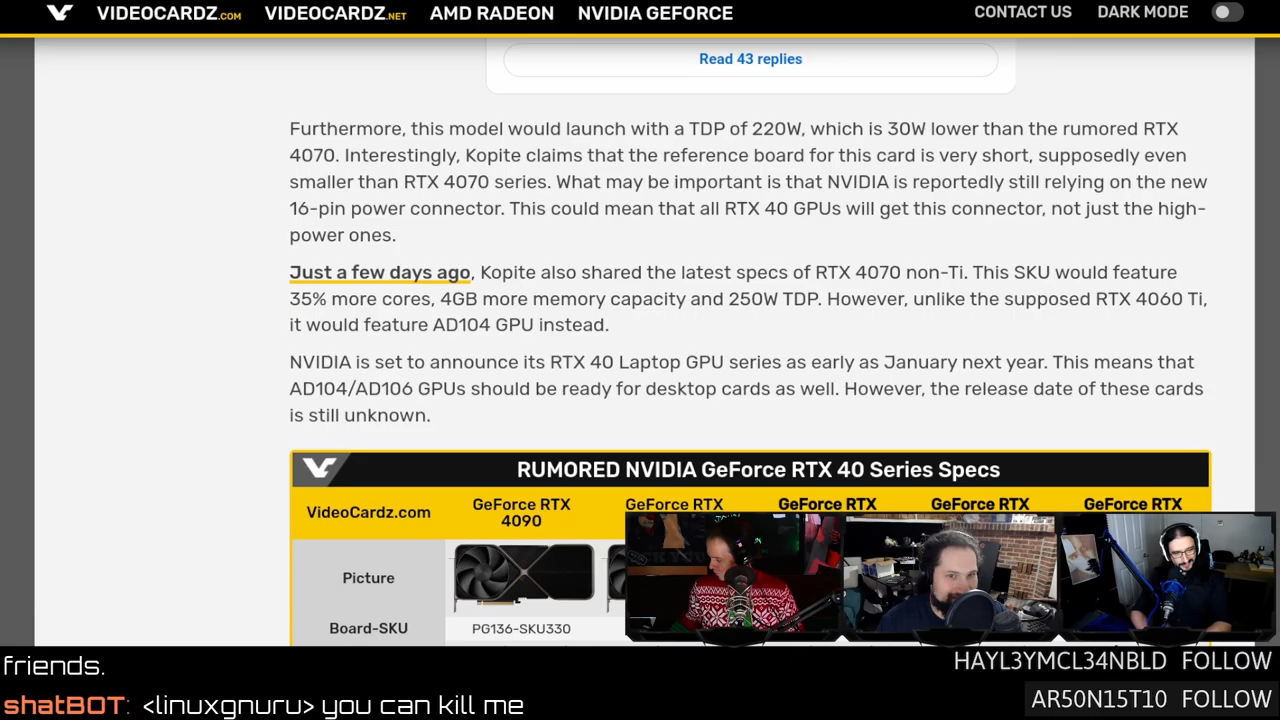 VIDEOCARDZ.COM VIDEOCARDZ.NET AMD RADEON NVIDIA GEFORCE CONTACT US DARK MODE
Read 43 replies
Furthermore, this model would launch with a TDP of 220W, which is 30W lower than the rumored RTX
4070. Interestingly, Kopite claims that the reference board for this card is very short, supposedly even
smaller than RTX 4070 series. What may be important is that NVIDIA is reportedly still relying on the new
16-pin power connector. This could mean that all RTX 40 GPUs will get this connector, not just the high-
power ones.
Just a few days ago, Kopite also shared the latest specs of RTX 4070 non-Ti. This SKU would feature
35% more cores, 4GB more memory capacity and 250W TDP. However, unlike the supposed RTX 4060 Ti,
it would feature AD104 GPU instead.
NVIDIA is set to announce its RTX 40 Laptop GPU series as early as January next year. This means that
AD104/AD106 GPUs should be ready for desktop cards as well. However, the release date of these cards
is still unknown.
RUMORED NVIDIA GeForce RTX 40 Series Specs
VideoCardz.com
GeForce RTX
4090
GeForce RTX
GeForce RTX
GeForce RTX
GeForce RTX
Picture
Board-SKU PG136-SKU330
friends.
shatBOT: <linuxgnuru> you can kill me
HAYL3YMCL34NBLD FOLLOW
AR50N15T10 FOLLOW